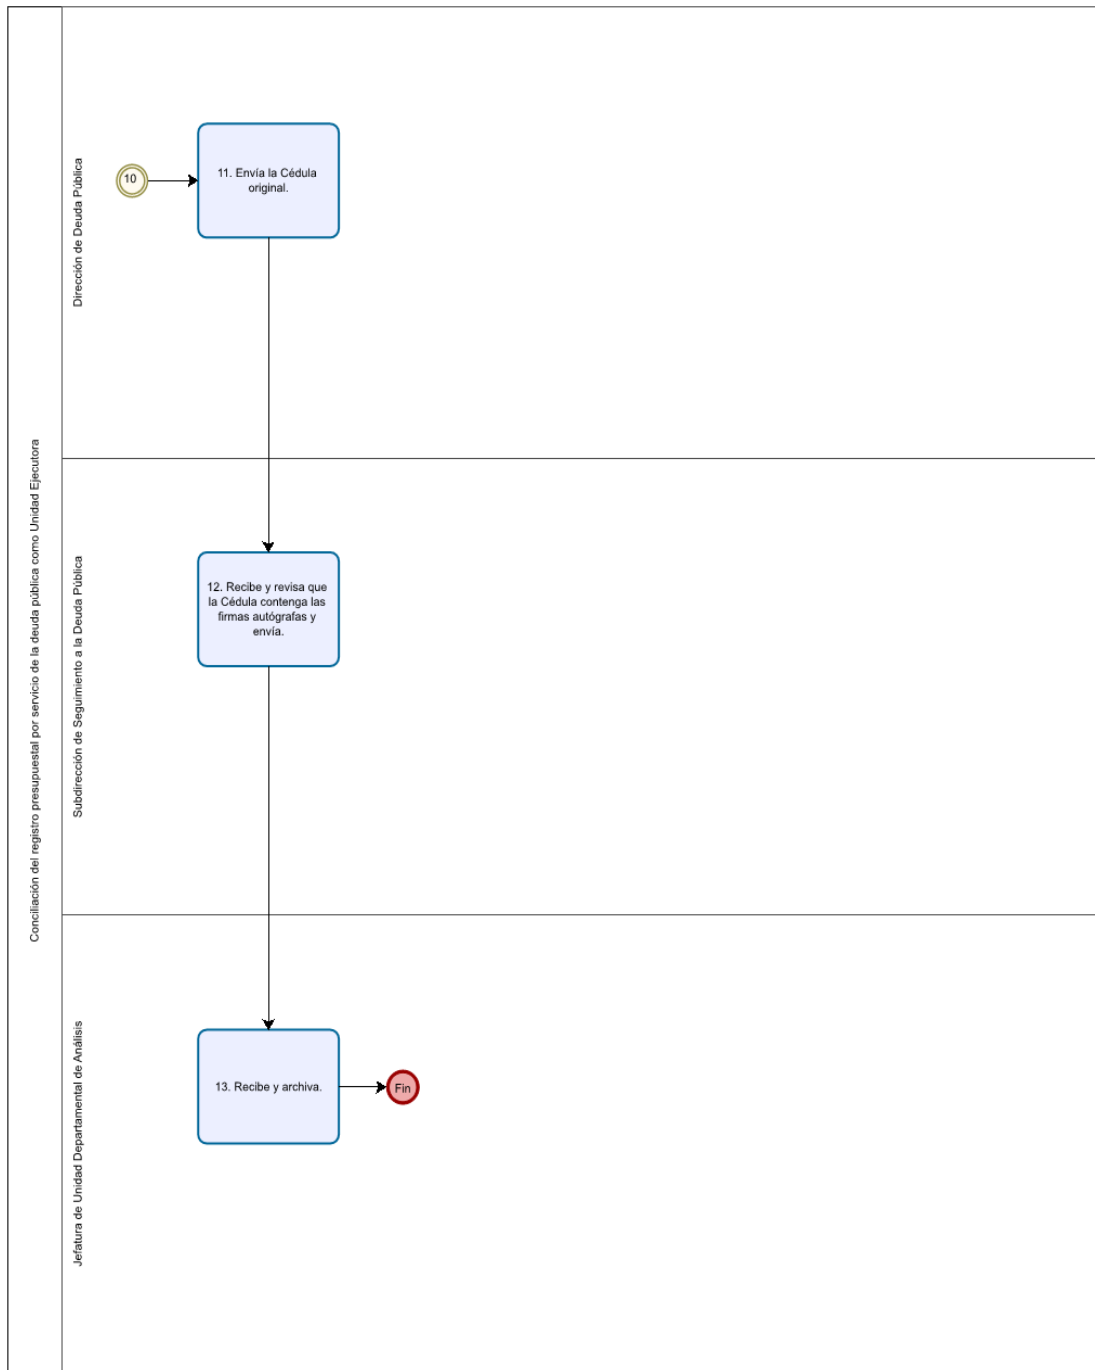 Conciliación del registro presupuestal por servicio de la deuda pública como Unidad Ejecutora
Dirección de Deuda Pública
10
11. Envía la Cédula
original.
Subdirección de Seguimiento a la Deuda Pública
12. Recibe y revisa que
la Cédula contenga las
firmas autógrafas y
envía.
Jefatura de Unidad Departamental de Análisis
13. Recibe y archiva.
Fin